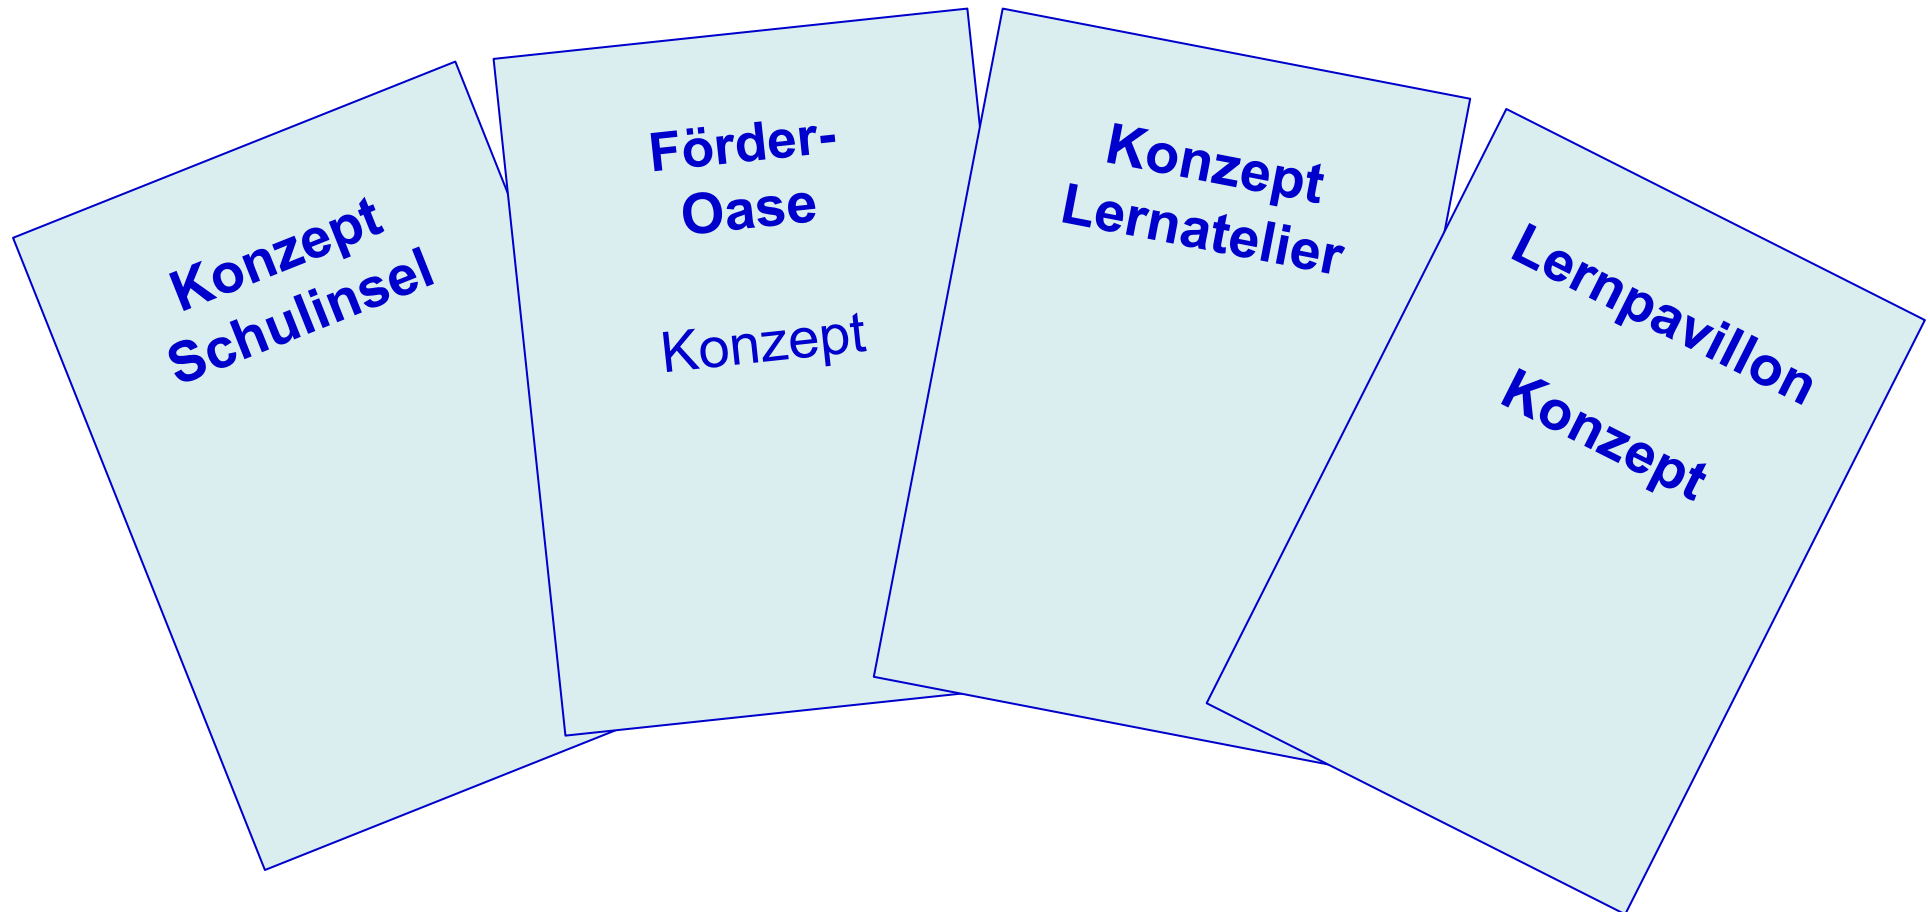 Konzept
Schulinsel
Förder-
Oase
Konzept
Konzept
Lernatelier
Lernpavillon
Konzept